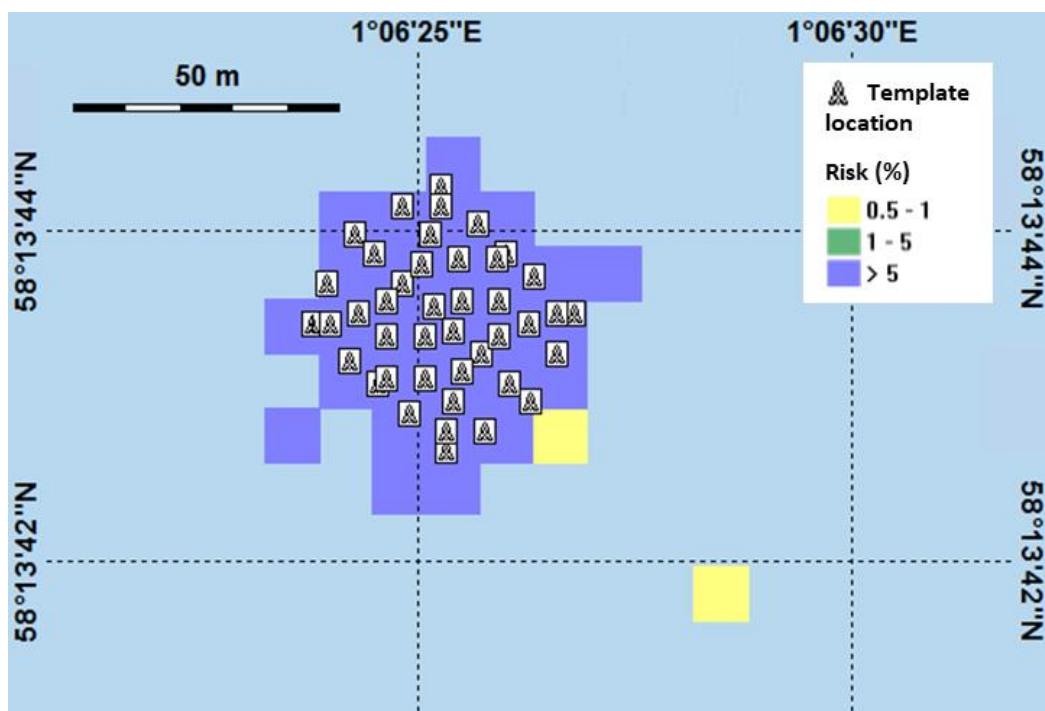 1°06'25"E
1°06'30"E
50 m
Template
location
Risk (%)
0.5 - 1
1 - 5
> 5
58°13'44"N
58°13'44"N
58°13'42"N
58°13'42"N